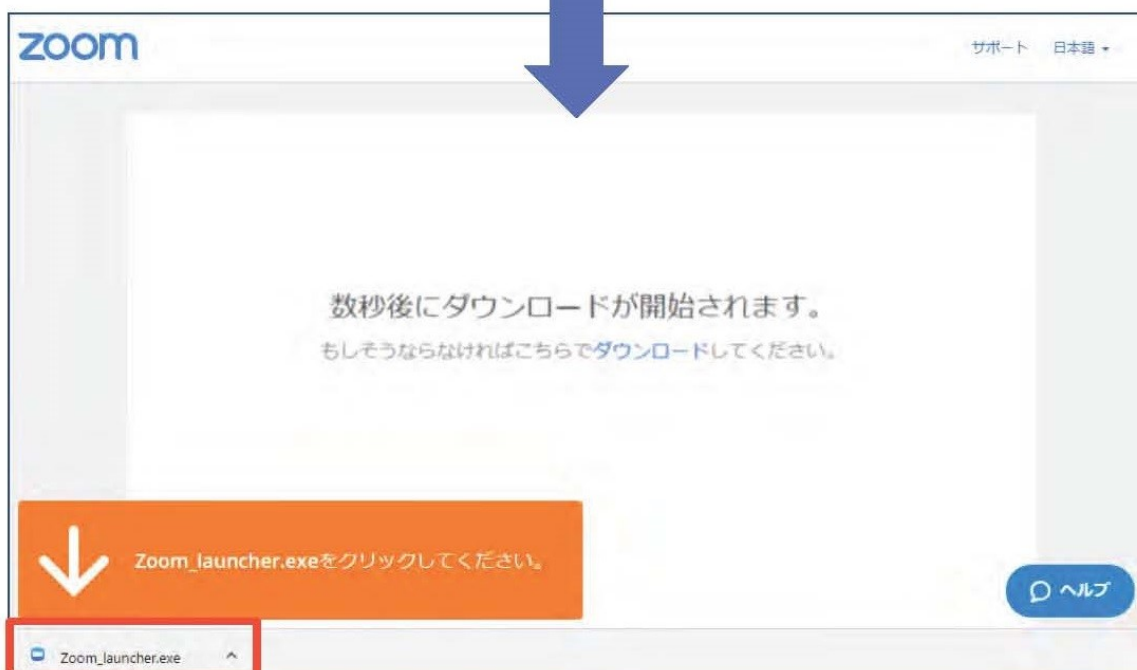 zoom
サポート 日本語
数秒後にダウンロードが開始されます。
もしそうならなければこちらでダウンロードしてください。
Zoom_launcher.exeをクリックしてください。
ヘルプ
Zoom_launcher.exe